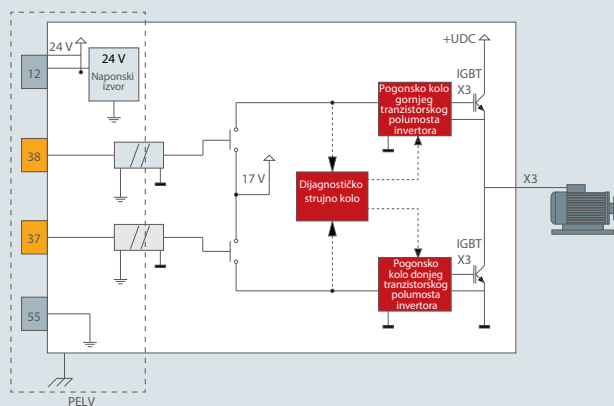 24 V
12
24 V
Naponski
izvor
38
37
55
PELV
17 V
Dijagnostičko
strujno kolo
Pogonsko kolo
gornjeg
tranzistorskog
polumosta
invertora
Pogonsko
kolo donjeg
tranzistorskog
polumosta
invertora
+UDC
IGBT
X3
X3
IGBT
X3